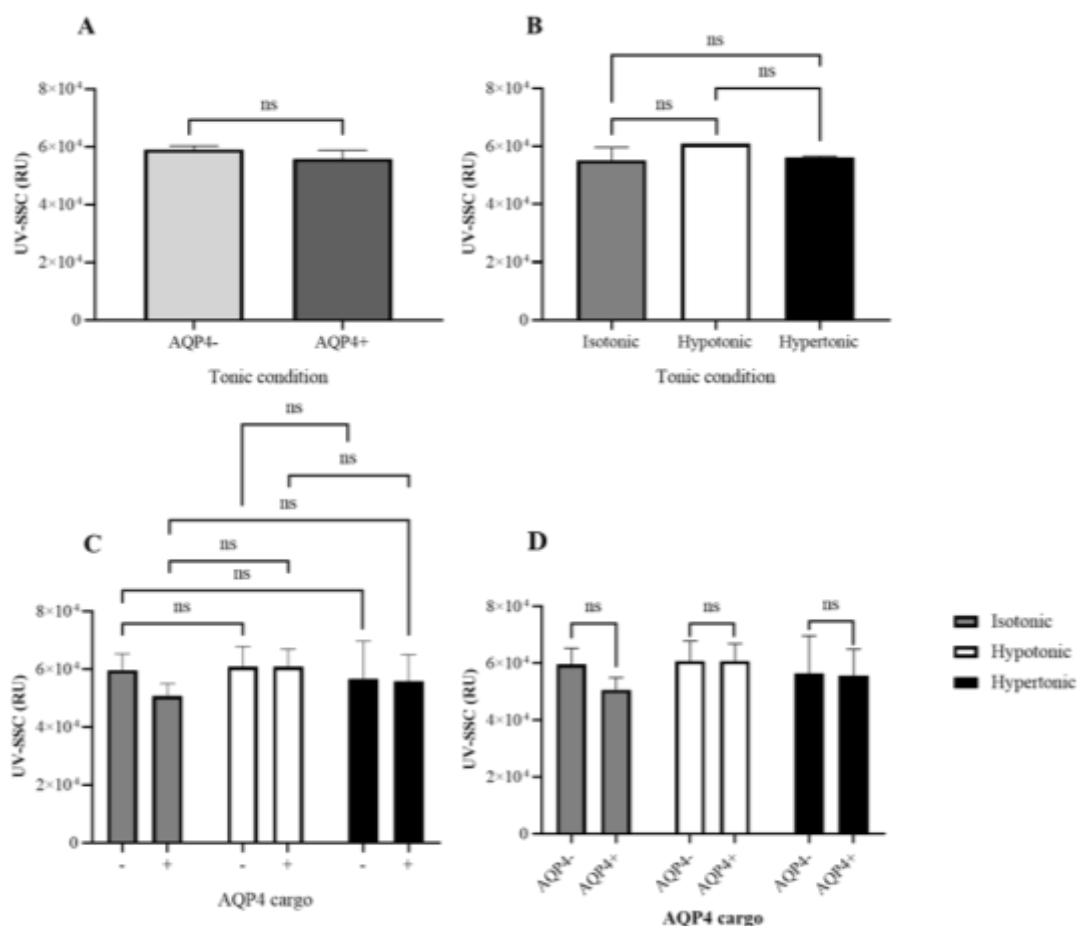 A
ns
8×10⁴
6×10⁴
4×10⁴
2×10⁴
0
UV-SSC (RU)
AQP4-
AQP4+
Tonic condition
B
ns
ns
ns
8×10⁴
6×10⁴
4×10⁴
2×10⁴
0
UV-SSC (RU)
Isotonic
Hypotonic
Hypertonic
Tonic condition
C
ns
ns
ns
ns
ns
ns
8×10⁴
6×10⁴
4×10⁴
2×10⁴
0
UV-SSC (RU)
- + - + - +
AQP4 cargo
D
ns ns ns
8×10⁴
6×10⁴
4×10⁴
2×10⁴
0
UV-SSC (RU)
AQP4- AQP4+ AQP4- AQP4+ AQP4- AQP4+
AQP4 cargo
Isotonic
Hypotonic
Hypertonic